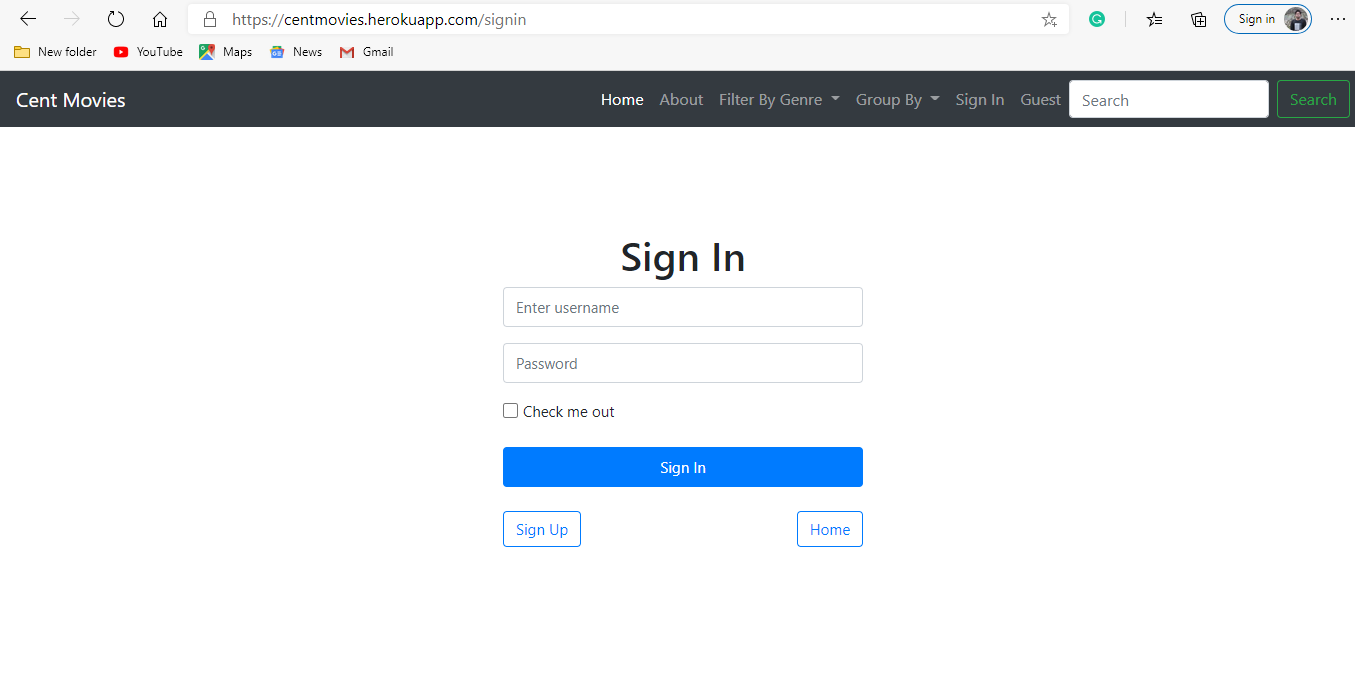 https://centmovies.herokuapp.com/signin
Sign in
New folder YouTube Maps News Gmail
Cent Movies Home About Filter By Genre Group By Sign In Guest Search Search
Sign In
Enter username
Password
Check me out
Sign In
Sign Up Home